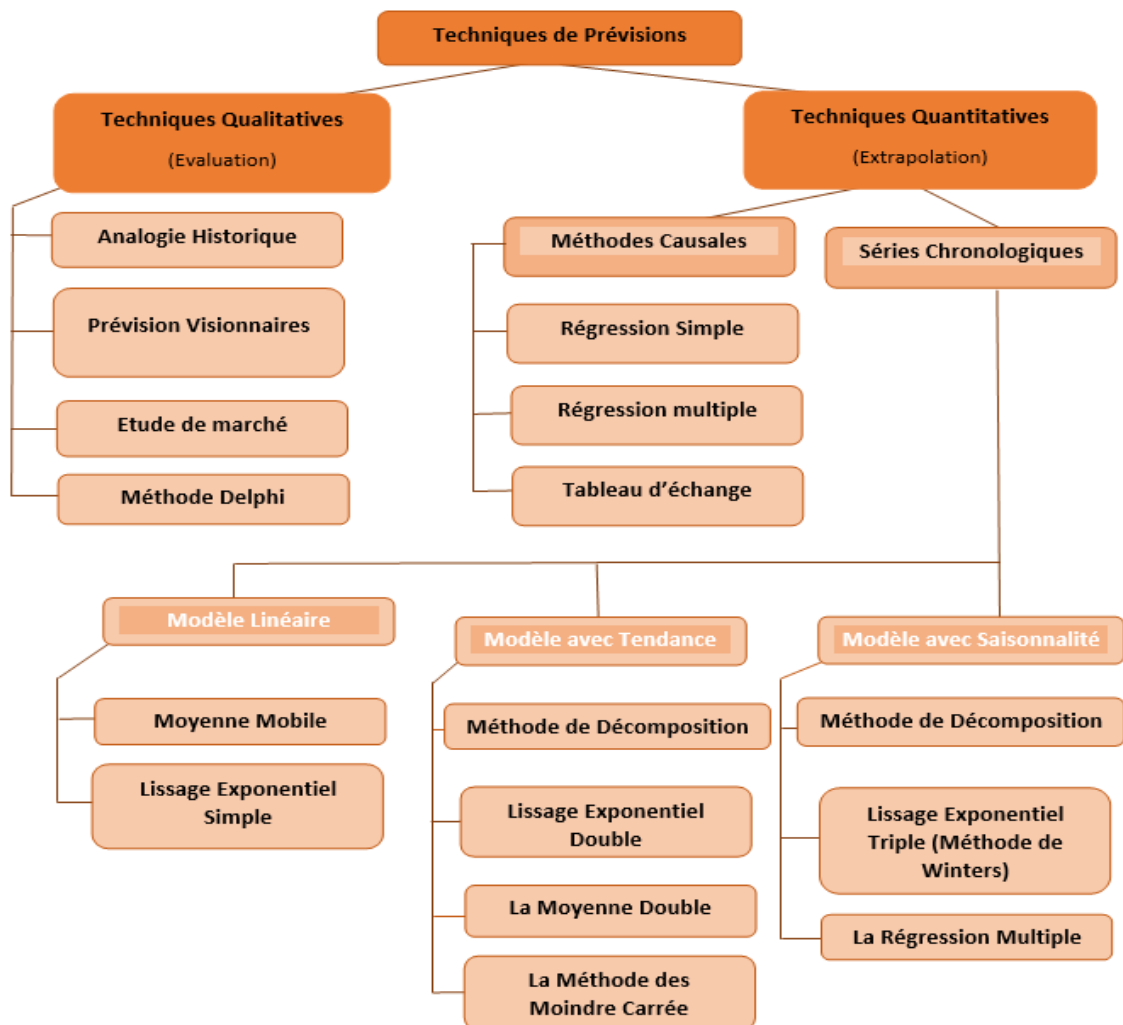 Techniques de Prévisions
Techniques Qualitatives
(Evaluation)
Techniques Quantitatives
(Extrapolation)
Analogie Historique
Prévision Visionnaires
Etude de marché
Méthode Delphi
Méthodes Causales
Régression Simple
Régression multiple
Tableau d’échange
Séries Chronologiques
Modèle Linéaire
Moyenne Mobile
Lissage Exponentiel
Simple
Modèle avec Tendance
Méthode de Décomposition
Lissage Exponentiel
Double
La Moyenne Double
La Méthode des
Moindre Carrée
Modèle avec Saisonnalité
Méthode de Décomposition
Lissage Exponentiel
Triple (Méthode de
Winters)
La Régression Multiple